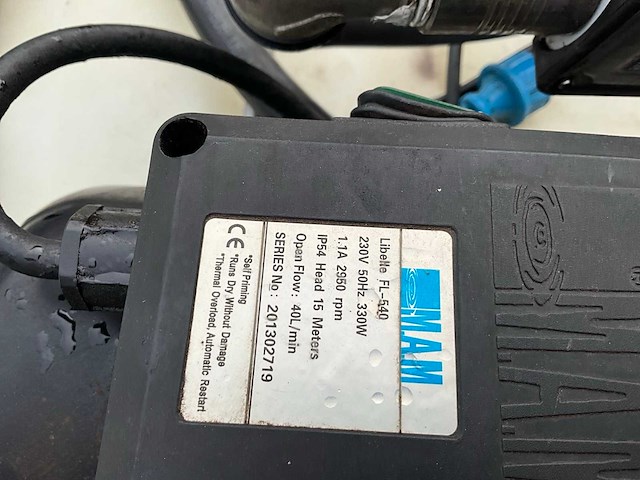 MAM
Libelle FL-540
230V 50Hz 330W
1.1A 2950 rpm
IP54 Head 15 Meters
Open Flow: 40L/min
SERIES No: 201302719
CE
*Self Priming
*Runs Dry Without Damage
*Thermal Overload, Automatic Restart
M.A.M